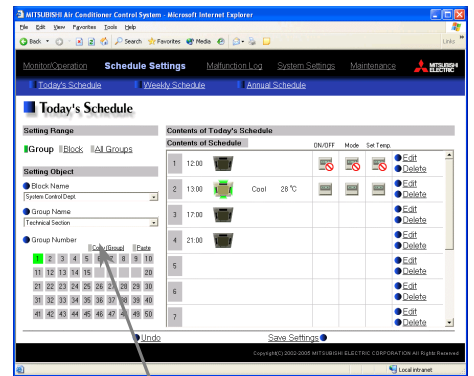 MITSUBISHI Air Conditioner Control System - Microsoft Internet Explorer
File Edit View Favorites Tools Help
Back Search Favorites Media Links
Monitor/Operation Schedule Settings Malfunction Log System Settings Maintenance MITSUBISHI ELECTRIC
Today's Schedule Weekly Schedule Annual Schedule
Today's Schedule
Setting Range
Group Block All Groups
Setting Object
Block Name
System Control Dept.
Group Name
Technical Section
Group Number
Copy(Group) Paste
1 2 3 4 5 6 7 8 9 10
11 12 13 14 15 20
21 22 23 24 25 26 27 28 29 30
31 32 33 34 35 36 37 38 39 40
41 42 43 44 45 46 47 48 49 50
Contents of Today's Schedule
Contents of Schedule ON/OFF Mode Set Temp.
1 12:00 Edit
Delete
2 13:00 Cool 28°C Edit
Delete
3 17:00 Edit
Delete
4 21:00 Edit
Delete
5 Edit
Delete
6 Edit
Delete
7 Edit
Delete
Undo Save Settings
Copyright(C) 2002-2005 MITSUBISHI ELECTRIC CORPORATION All Rights Reserved
Local intranet